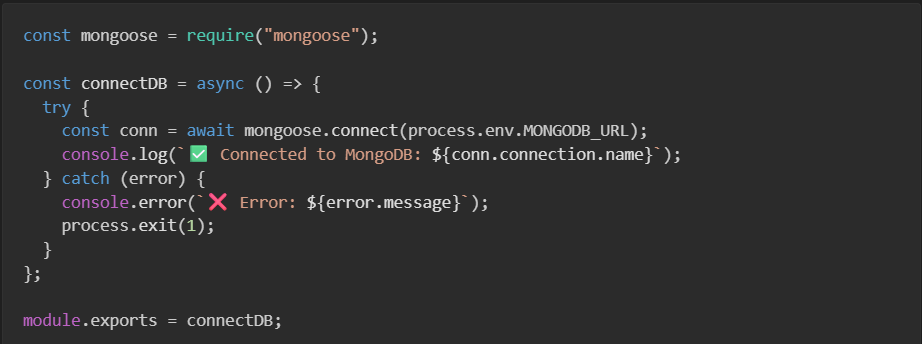 const mongoose = require("mongoose");

const connectDB = async () => {
  try {
    const conn = await mongoose.connect(process.env.MONGODB_URL);
    console.log(`✅ Connected to MongoDB: ${conn.connection.name}`);
  } catch (error) {
    console.error(`❌ Error: ${error.message}`);
    process.exit(1);
  }
};

module.exports = connectDB;